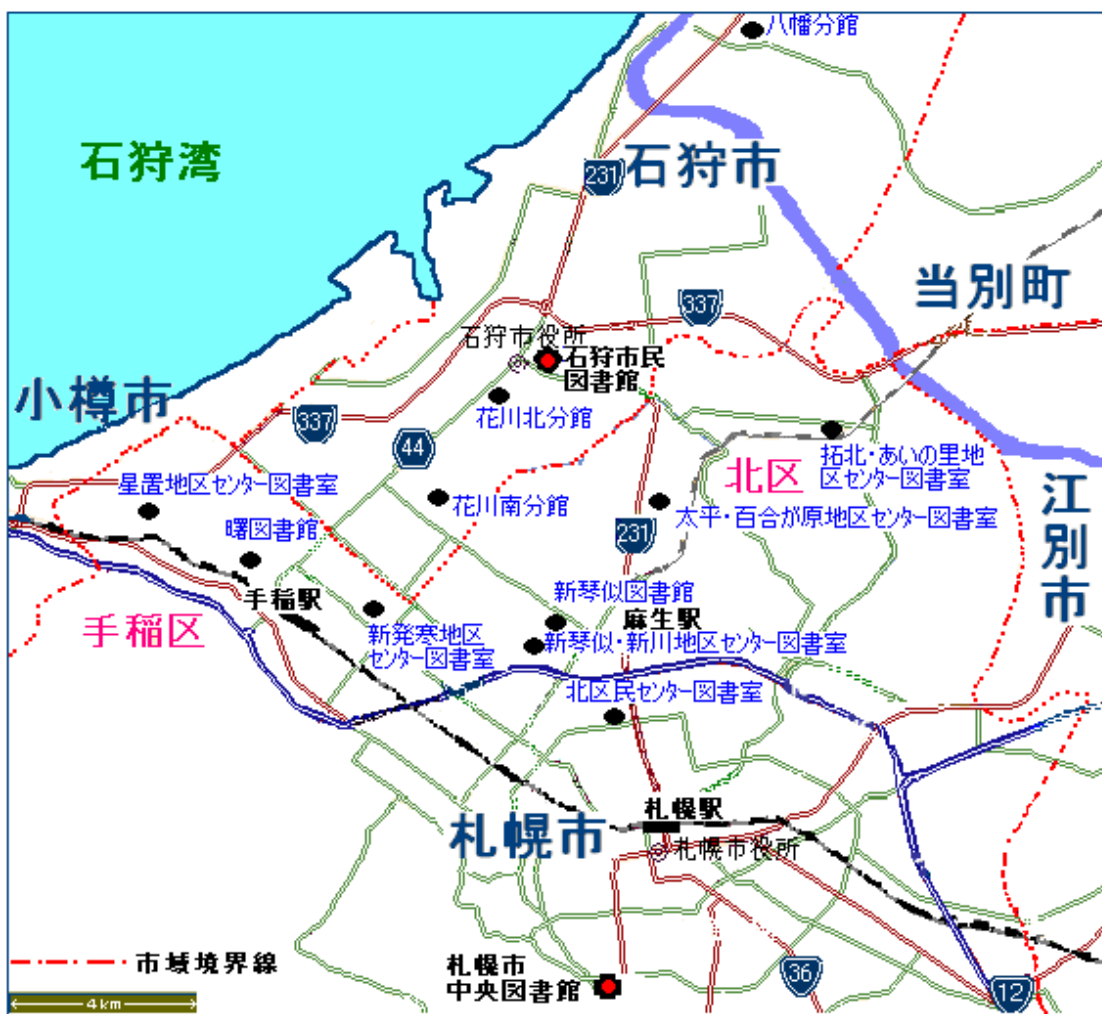 八幡分館
石狩湾
231
石狩市
当別町
337
石狩市役所
石狩市民
図書館
小樽市
337
花川北分館
44
拓北・あいの里地
区センター図書室
北区
星置地区センター図書室
花川南分館
太平・百合が原地区センター図書室
江別市
曙図書館
231
新琴似図書館
手稲駅
麻生駅
手稲区
新発寒地区
センター図書室
新琴似・新川地区センター図書室
北区民センター図書室
札幌駅
札幌市
札幌市役所
市域境界線
札幌市
中央図書館
36
12
4km